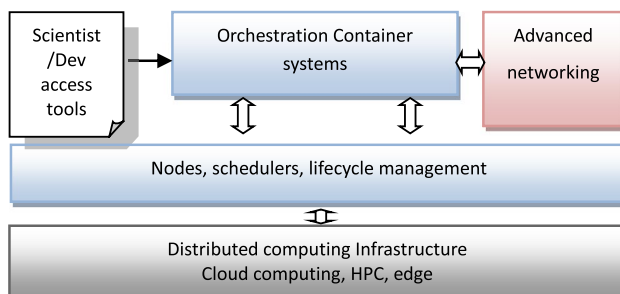 Scientist
/Dev
access
tools
Orchestration Container
systems
Advanced
networking
Nodes, schedulers, lifecycle management
Distributed computing Infrastructure
Cloud computing, HPC, edge